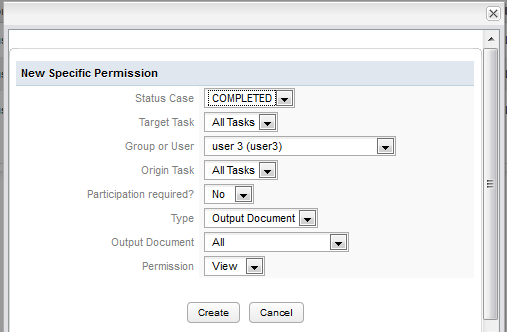 New Specific Permission
Status Case COMPLETED
Target Task All Tasks
Group or User user 3 (user3)
Origin Task All Tasks
Participation required? No
Type Output Document
Output Document All
Permission View
Create Cancel